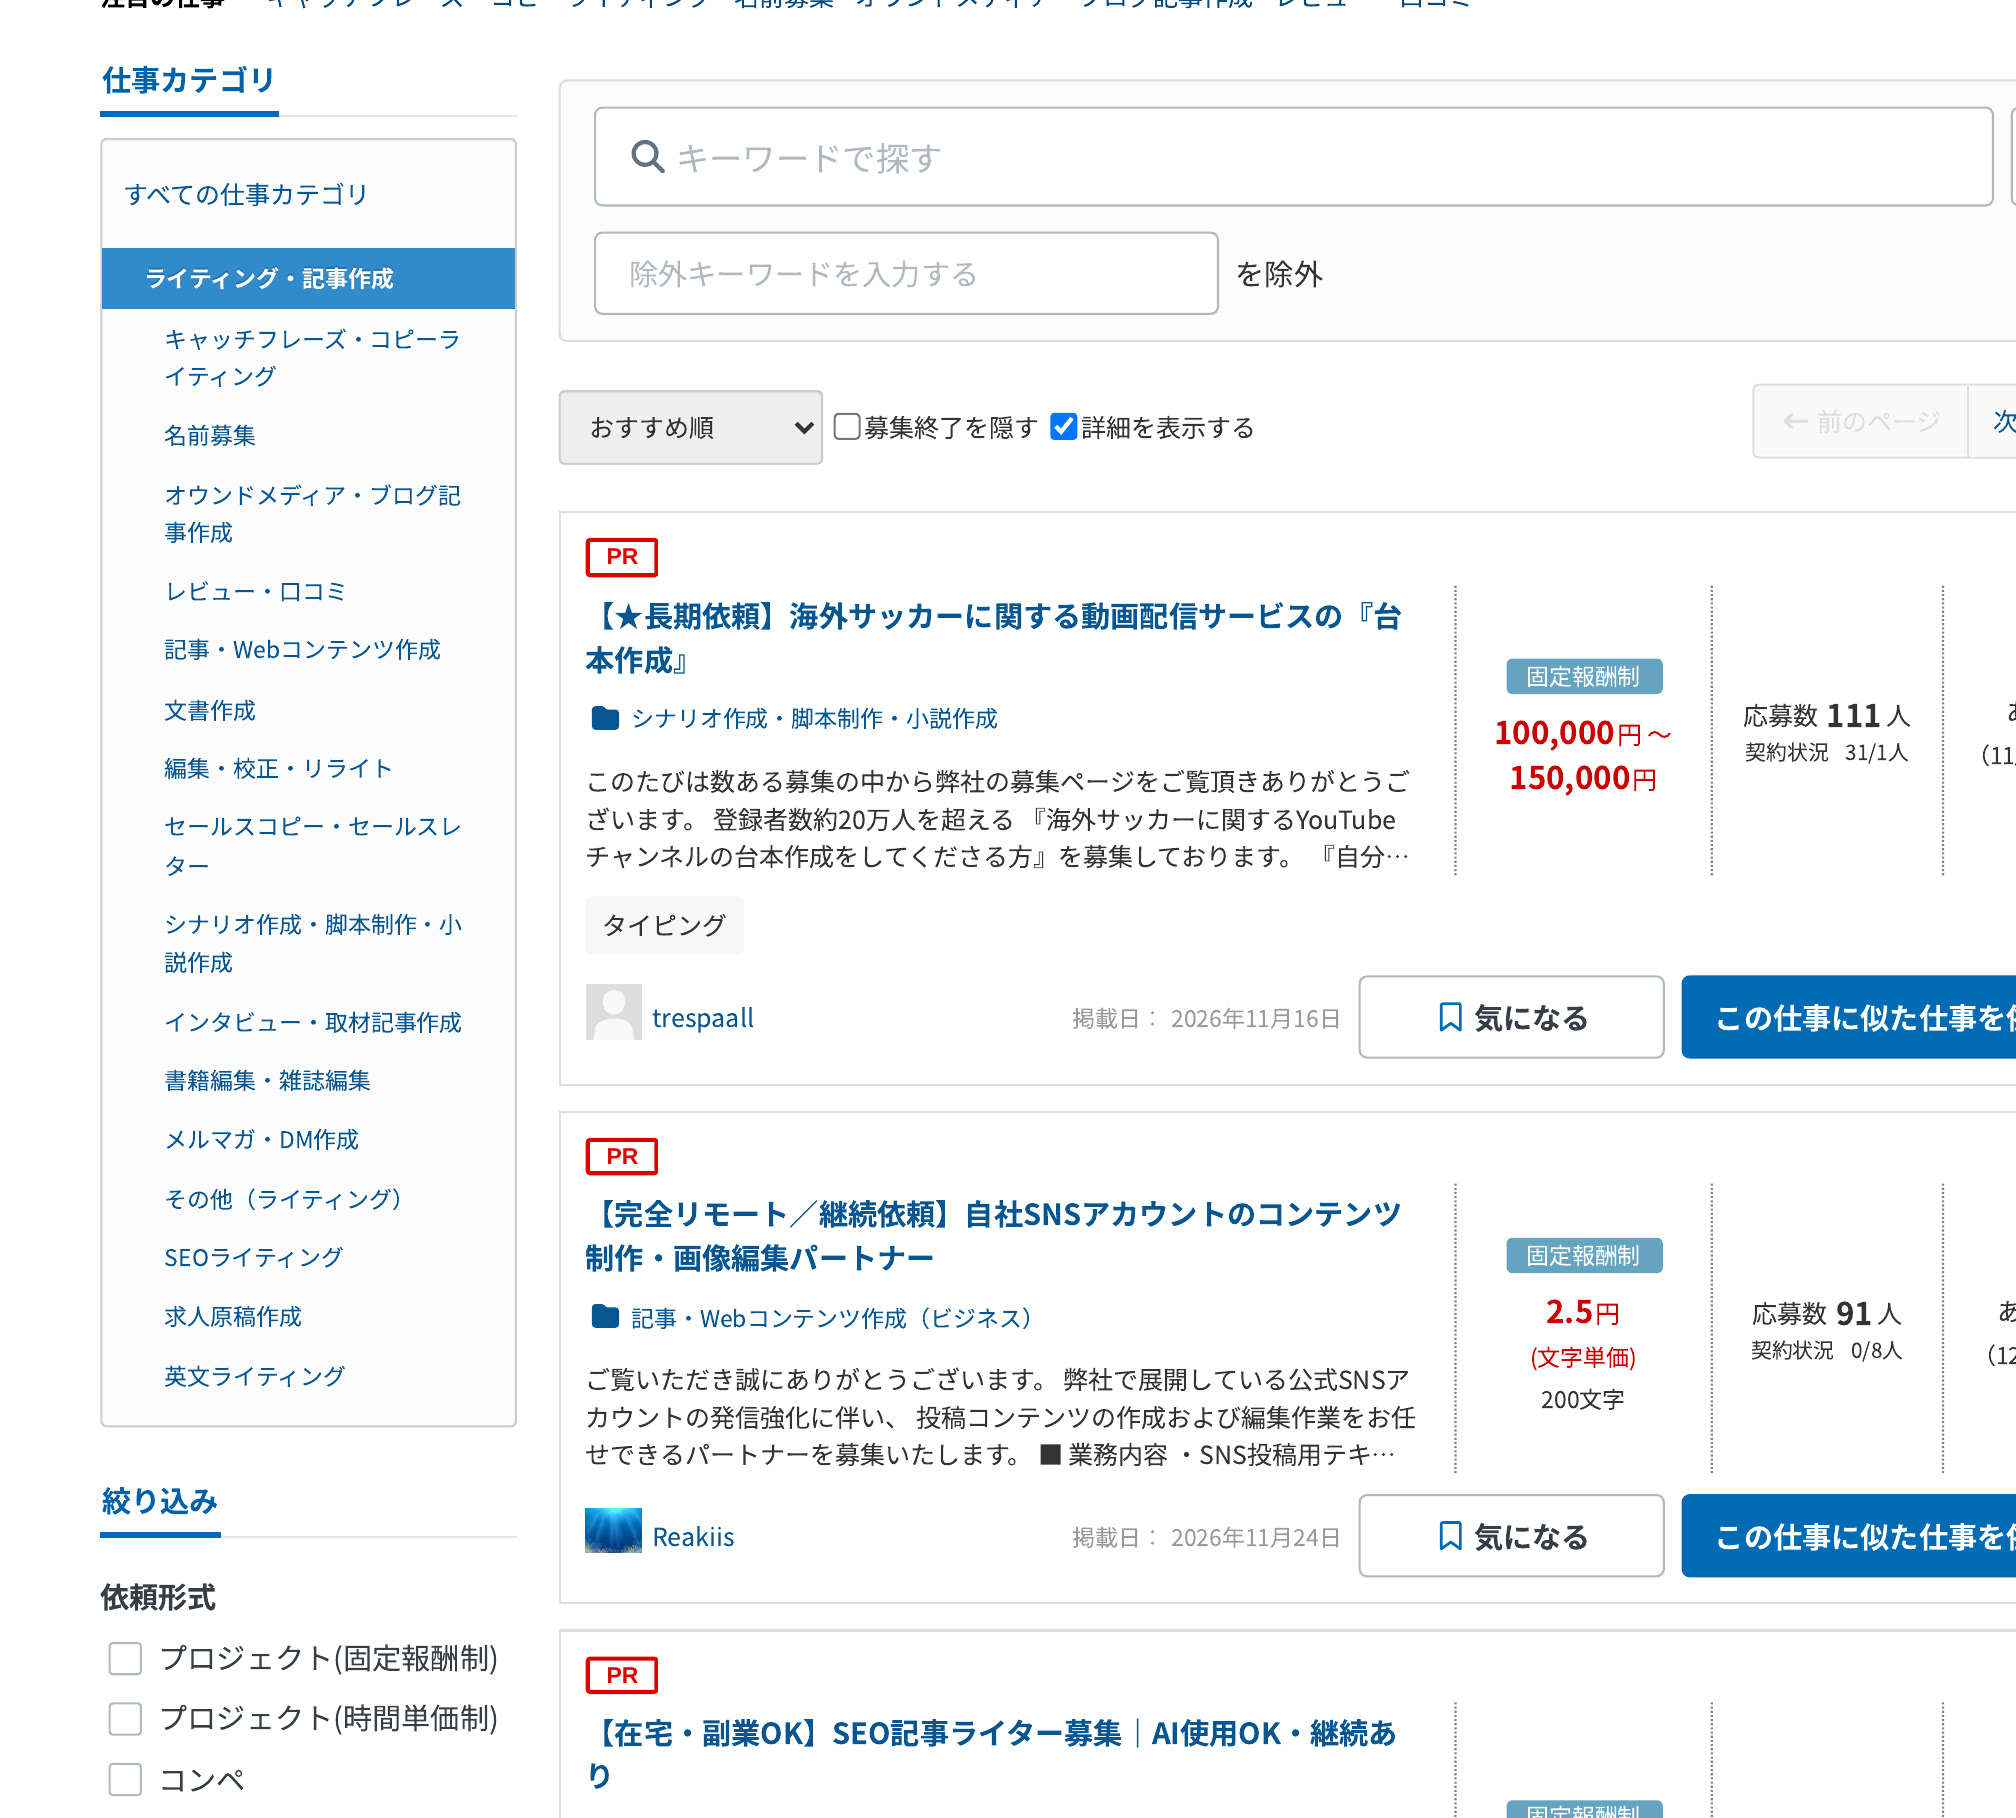 仕事カテゴリ
すべての仕事カテゴリ
ライティング・記事作成
キャッチフレーズ・コピーラ
イティング
名前募集
オウンドメディア・ブログ記
事作成
レビュー・口コミ
記事・Webコンテンツ作成
文書作成
編集・校正・リライト
セールスコピー・セールスレ
ター
シナリオ作成・脚本制作・小
説作成
インタビュー・取材記事作成
書籍編集・雑誌編集
メルマガ・DM作成
その他（ライティング）
SEOライティング
求人原稿作成
英文ライティング
絞り込み
依頼形式
プロジェクト(固定報酬制)
プロジェクト(時間単価制)
コンペ
キーワードで探す
除外キーワードを入力する を除外
おすすめ順 募集終了を隠す 詳細を表示する
← 前のページ 次
PR
【★長期依頼】海外サッカーに関する動画配信サービスの『台
本作成』
シナリオ作成・脚本制作・小説作成
このたびは数ある募集の中から弊社の募集ページをご覧頂きありがとうご
ざいます。 登録者数約20万人を超える 『海外サッカーに関するYouTube
チャンネルの台本作成をしてくださる方』を募集しております。 『自分…
タイピング
固定報酬制
100,000円 〜
150,000円
応募数 111 人
契約状況 31/1人
あ
（11
trespaall
掲載日： 2026年11月16日
気になる
この仕事に似た仕事を
PR
【完全リモート／継続依頼】自社SNSアカウントのコンテンツ
制作・画像編集パートナー
記事・Webコンテンツ作成（ビジネス）
ご覧いただき誠にありがとうございます。 弊社で展開している公式SNSア
カウントの発信強化に伴い、 投稿コンテンツの作成および編集作業をお任
せできるパートナーを募集いたします。 ■ 業務内容 ・SNS投稿用テキ…
固定報酬制
2.5円
(文字単価)
200文字
応募数 91 人
契約状況 0/8人
あ
（12
Reakiis
掲載日： 2026年11月24日
気になる
この仕事に似た仕事を
PR
【在宅・副業OK】SEO記事ライター募集｜AI使用OK・継続あ
り
固定報酬制